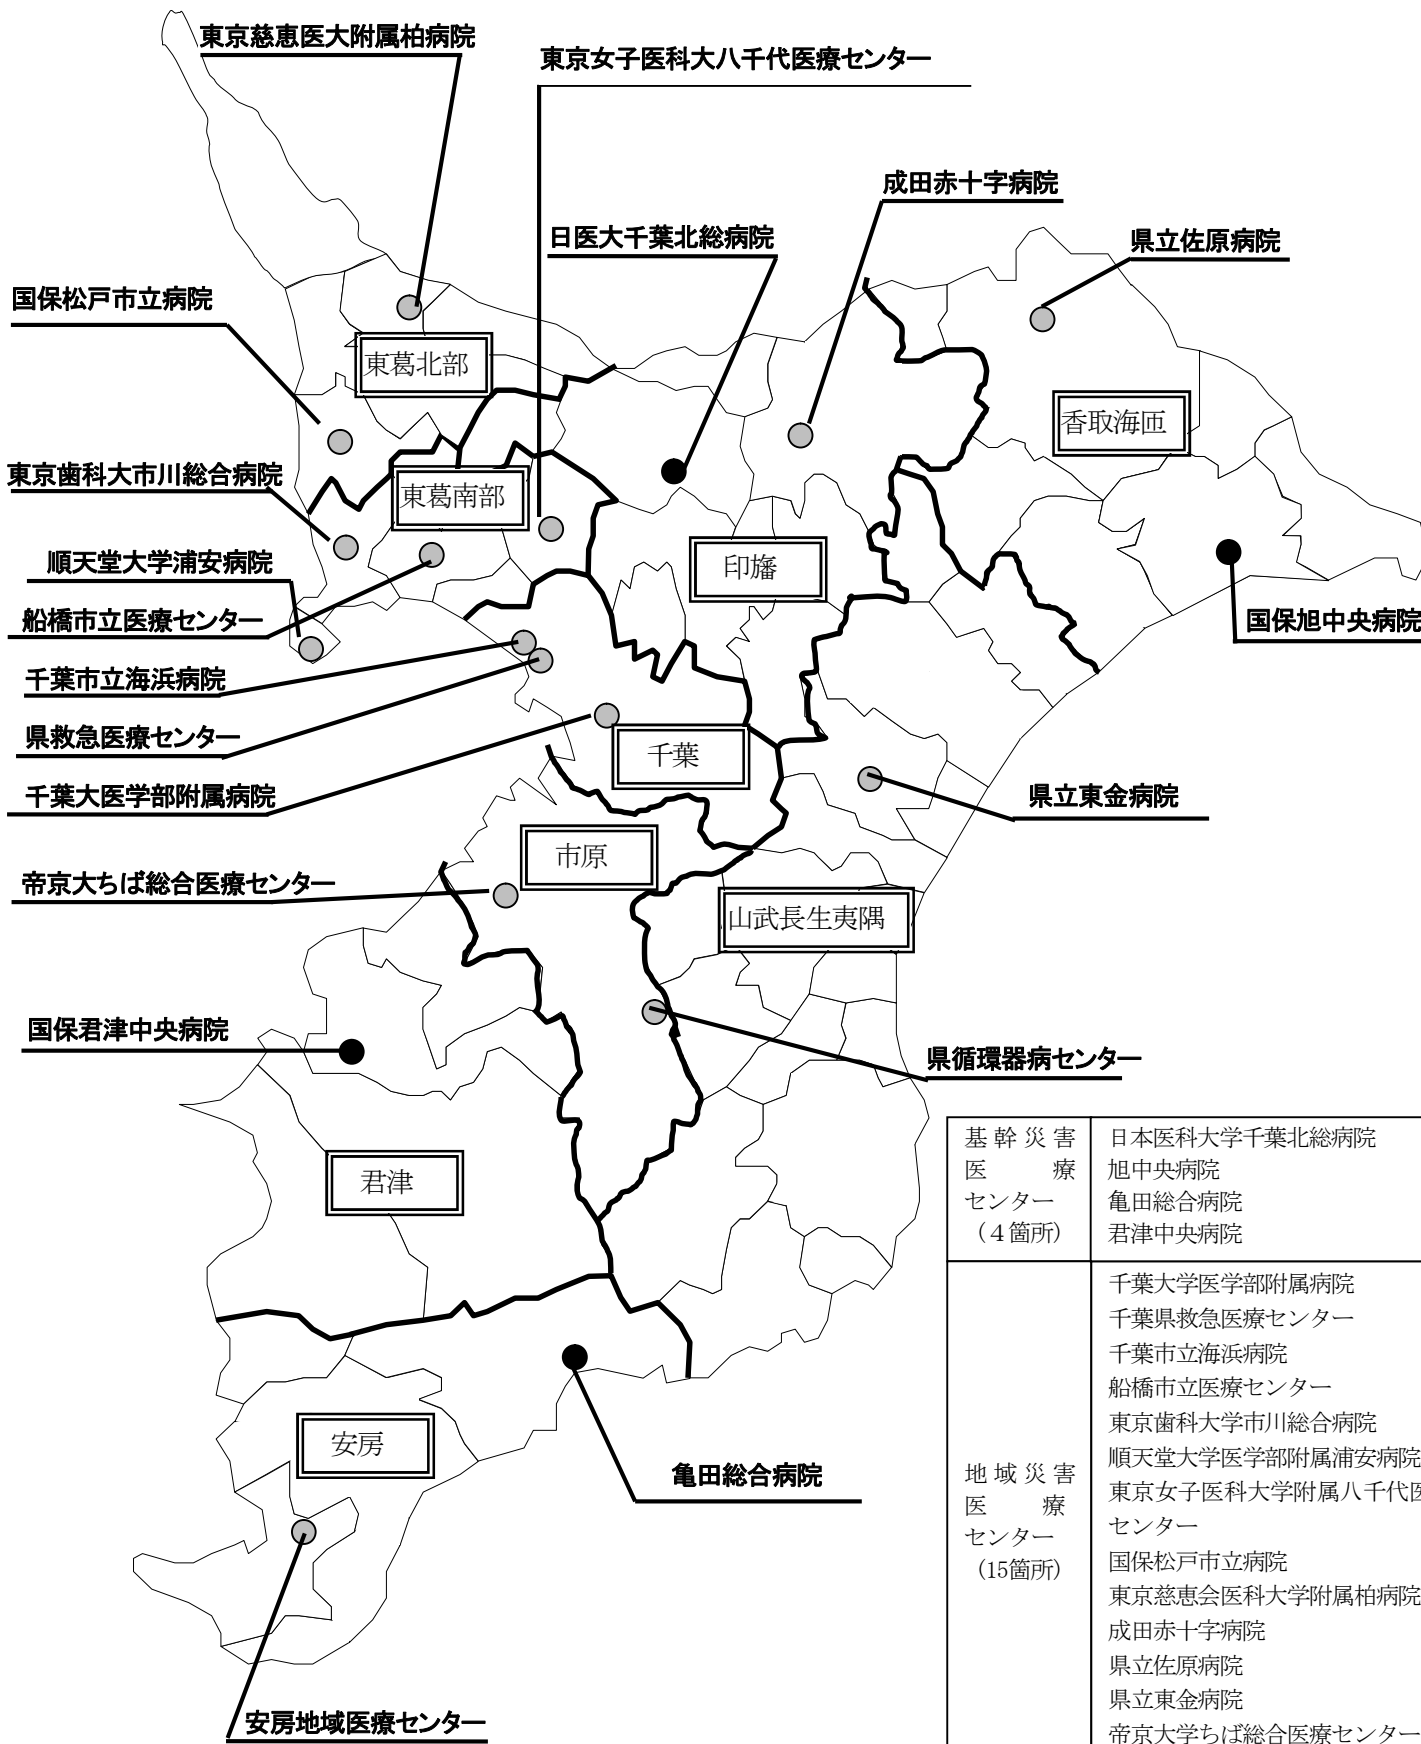 東京慈恵医大附属柏病院
東京女子医科大八千代医療センター
成田赤十字病院
日医大千葉北総病院
県立佐原病院
国保松戸市立病院
東葛北部
香取海匝
東京歯科大市川総合病院
東葛南部
順天堂大学浦安病院
印旛
船橋市立医療センター
国保旭中央病院
千葉市立海浜病院
県救急医療センター
千葉
千葉大医学部附属病院
県立東金病院
市原
帝京大ちば総合医療センター
山武長生夷隅
国保君津中央病院
県循環器病センター
君津
安房
亀田総合病院
安房地域医療センター
基幹災害
医療
センター
（４箇所）
日本医科大学千葉北総病院
旭中央病院
亀田総合病院
君津中央病院
地域災害
医療
センター
（15箇所）
千葉大学医学部附属病院
千葉県救急医療センター
千葉市立海浜病院
船橋市立医療センター
東京歯科大学市川総合病院
順天堂大学医学部附属浦安病院
東京女子医科大学附属八千代医
センター
国保松戸市立病院
東京慈恵会医科大学附属柏病院
成田赤十字病院
県立佐原病院
県立東金病院
帝京大学ちば総合医療センター